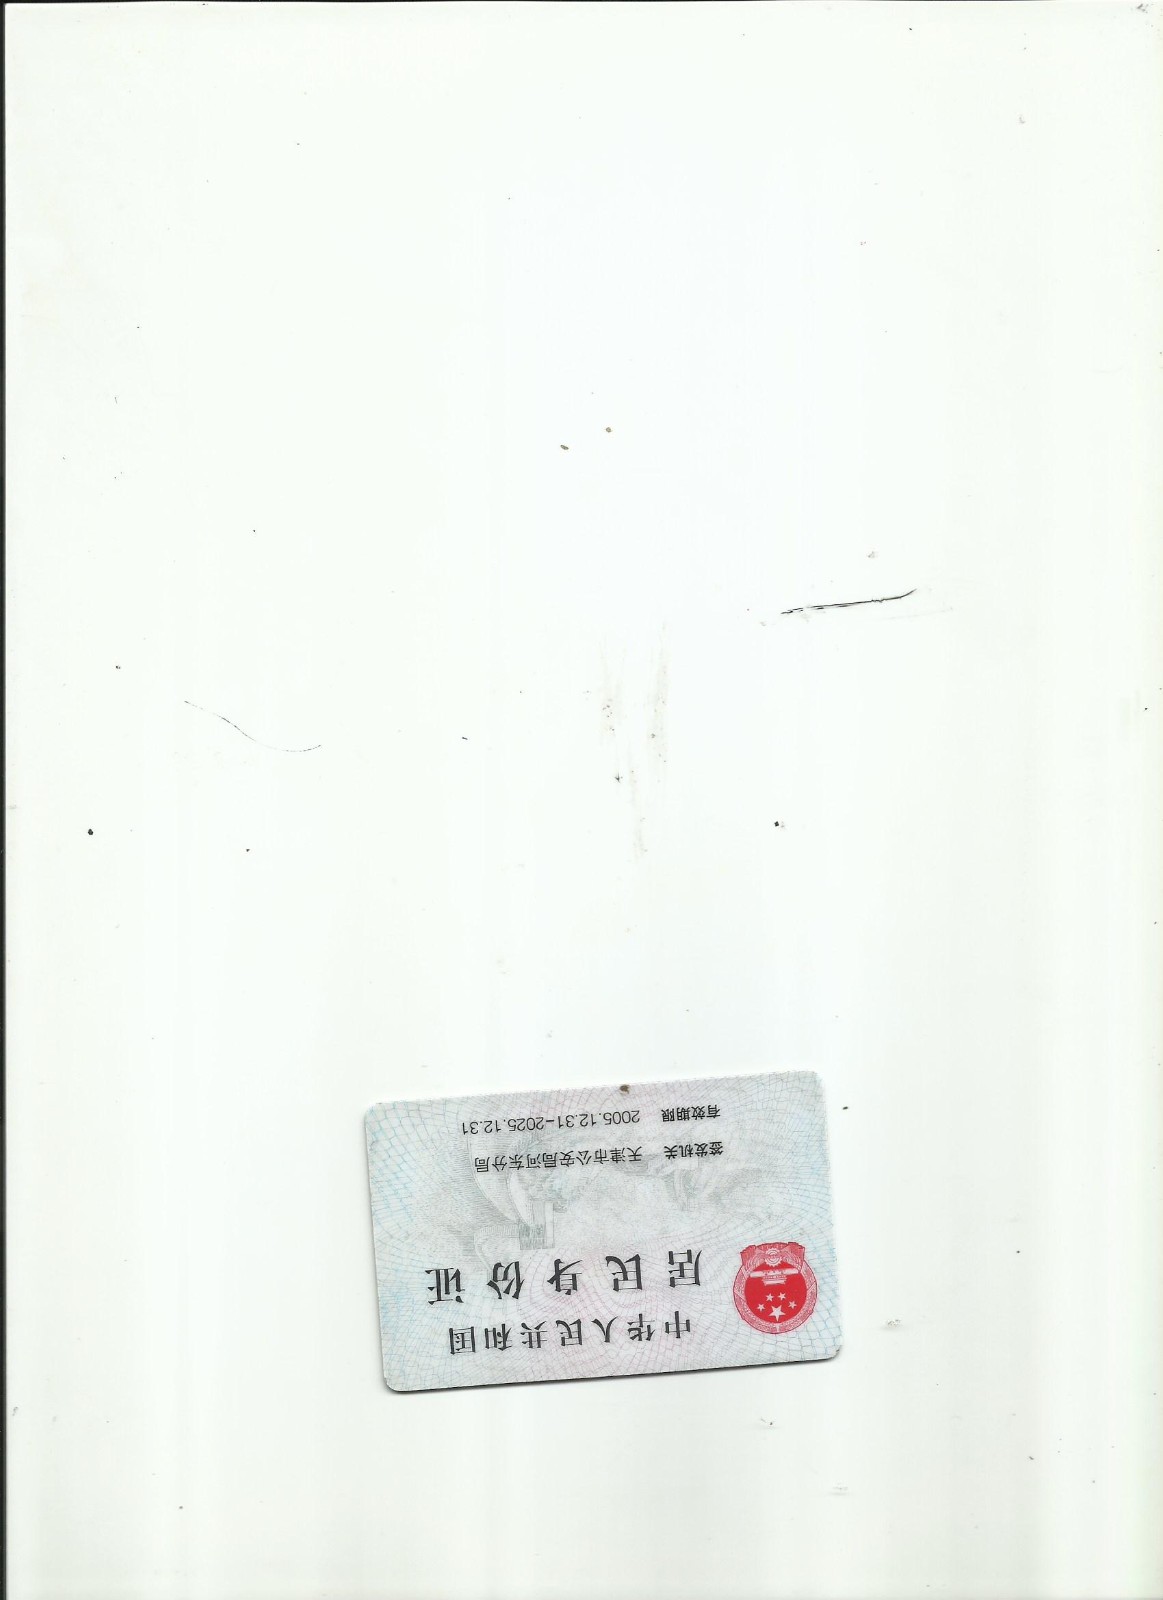 中华人民共和国
居民身份证
签发机关 天津市公安局河东分局
有效期限 2005.12.31-2025.12.31